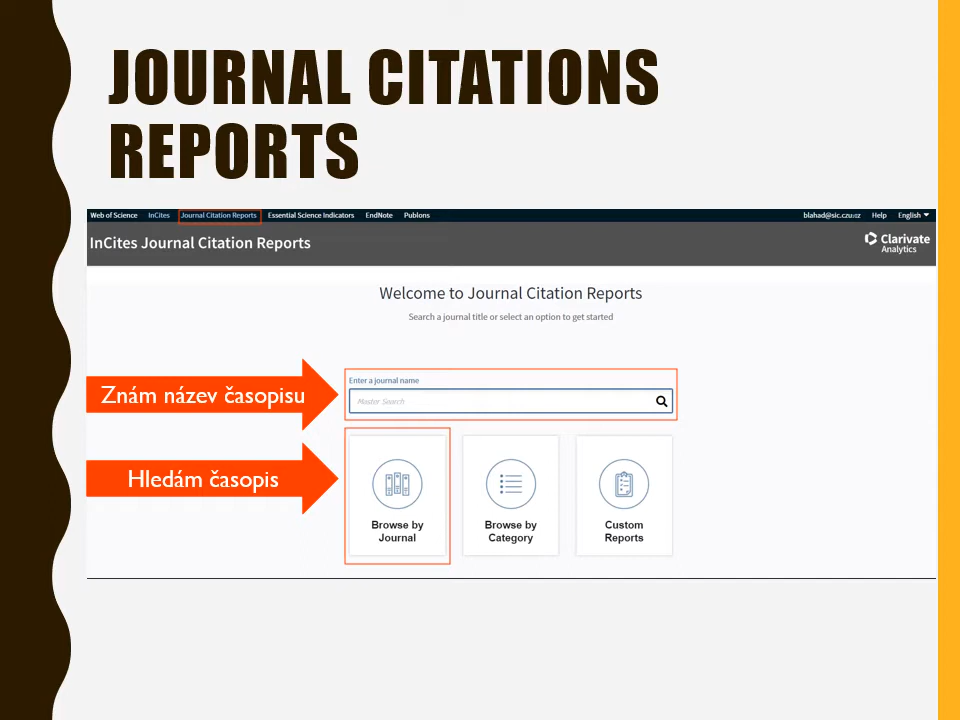 JOURNAL CITATIONS
REPORTS
Web of Science InCites Journal Citation Reports Essential Science Indicators EndNote Publons blahad@sic.czu.cz Help English
InCites Journal Citation Reports
Clarivate
Analytics
Welcome to Journal Citation Reports
Search a journal title or select an option to get started
Enter a journal name
Znám název časopisu
Master Search
Hledám časopis
Browse by
Journal
Browse by
Category
Custom
Reports